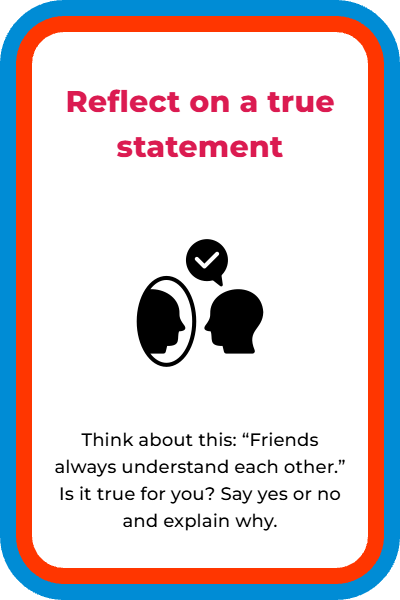 Reflect on a true
statement
Think about this: “Friends
always understand each other.”
Is it true for you? Say yes or no
and explain why.